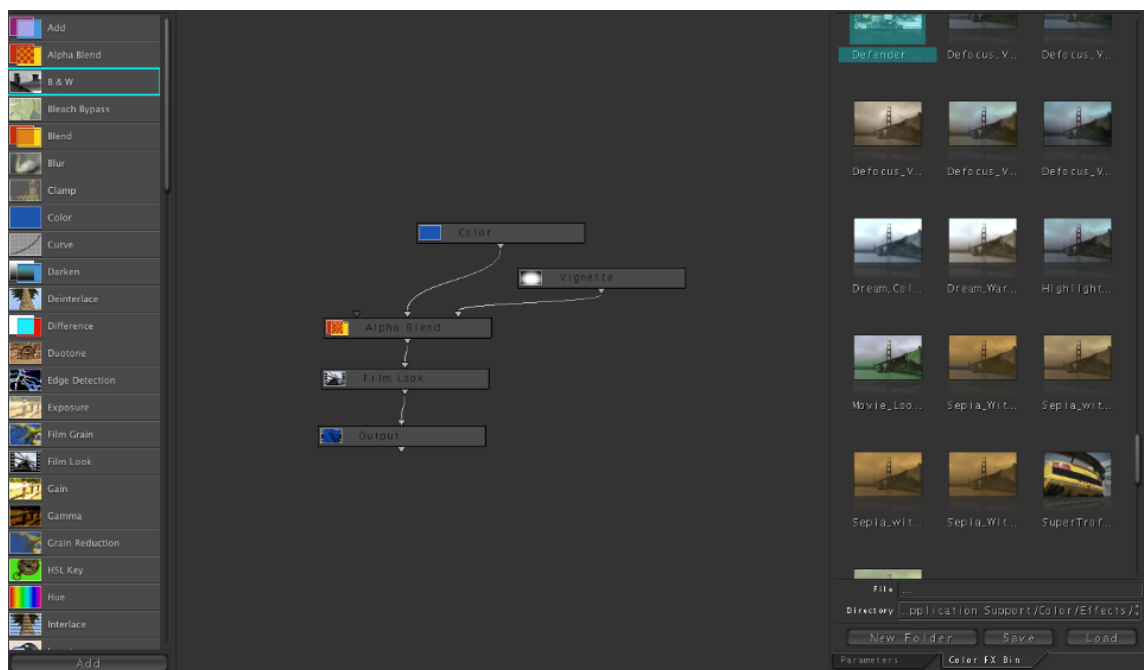 Add
Alpha Blend
B & W
Bleach Bypass
Blend
Blur
Clamp
Color
Curve
Darken
Deinterlace
Difference
Duotone
Edge Detection
Exposure
Film Grain
Film Look
Gain
Gamma
Grain Reduction
HSL Key
Hue
Interlace
Add
Color
Vignette
Alpha Blend
Film Look
Output
Defender ... Defocus_V... Defocus_V...
Defocus_V... Defocus_V... Defocus_V...
Dream_Col... Dream_War... Highlight...
Movie_Loo... Sepia_Wit... Sepia_wit...
Sepia_wit... Sepia_Wit... SuperTrof...
File ...
Directory ...pplication Support/Color/Effects/
New Folder Save Load
Parameters Color FX Bin